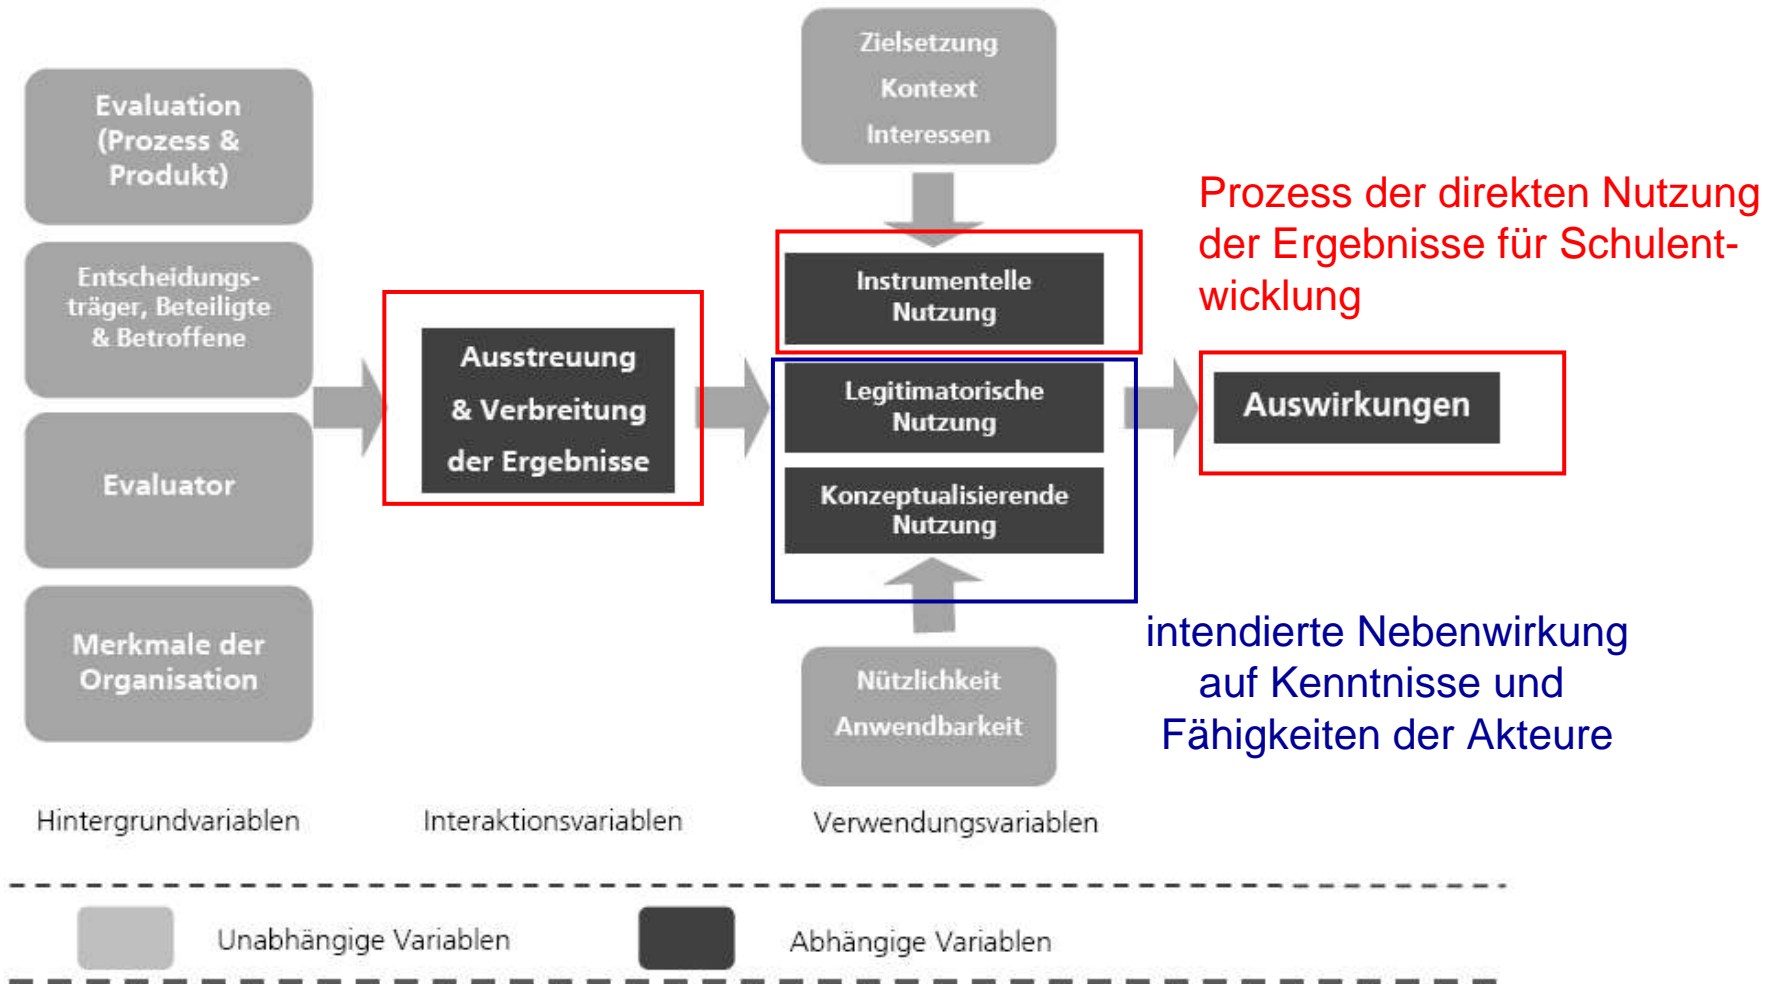 Evaluation
(Prozess &
Produkt)
Entscheidungs-
träger, Beteiligte
& Betroffene
Evaluator
Merkmale der
Organisation
Ausstreuung
& Verbreitung
der Ergebnisse
Zielsetzung
Kontext
Interessen
Instrumentelle
Nutzung
Legitimatorische
Nutzung
Konzeptualisierende
Nutzung
Nützlichkeit
Anwendbarkeit
Auswirkungen
Prozess der direkten Nutzung
der Ergebnisse für Schulent-
wicklung
intendierte Nebenwirkung
auf Kenntnisse und
Fähigkeiten der Akteure
Hintergrundvariablen
Interaktionsvariablen
Verwendungsvariablen
Unabhängige Variablen
Abhängige Variablen